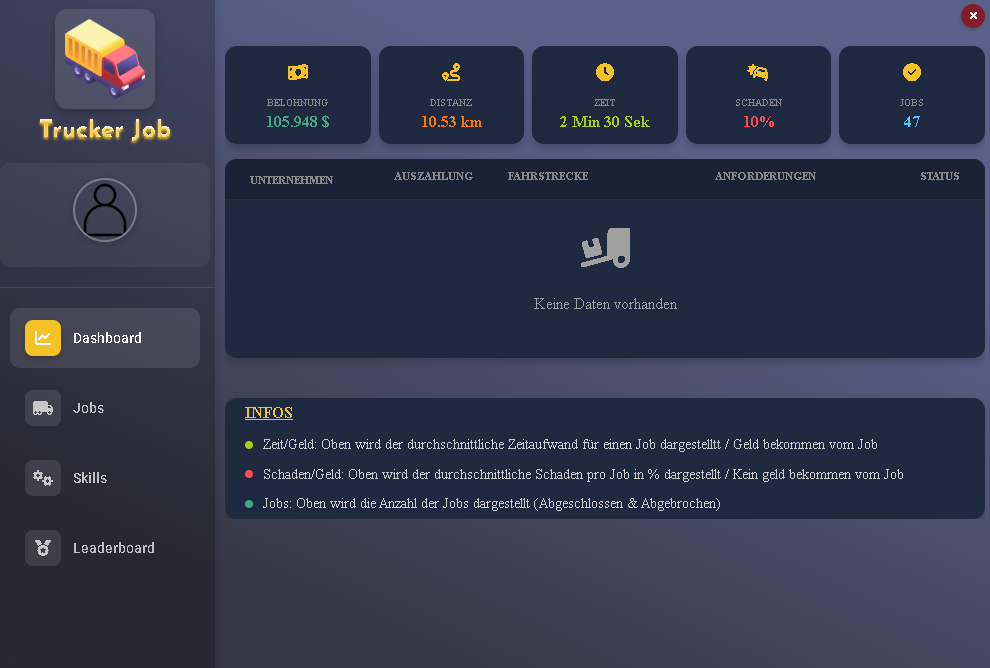 Trucker Job
Dashboard
Jobs
Skills
Leaderboard
BELOHNUNG
105.948 $
DISTANZ
10.53 km
ZEIT
2 Min 30 Sek
SCHADEN
10%
JOBS
47
UNTERNEHMEN AUSZAHLUNG FAHRSTRECKE ANFORDERUNGEN STATUS
Keine Daten vorhanden
INFOS
Zeit/Geld: Oben wird der durchschnittliche Zeitaufwand für einen Job dargestelltt / Geld bekommen vom Job
Schaden/Geld: Oben wird der durchschnittliche Schaden pro Job in % dargestellt / Kein geld bekommen vom Job
Jobs: Oben wird die Anzahl der Jobs dargestellt (Abgeschlossen & Abgebrochen)